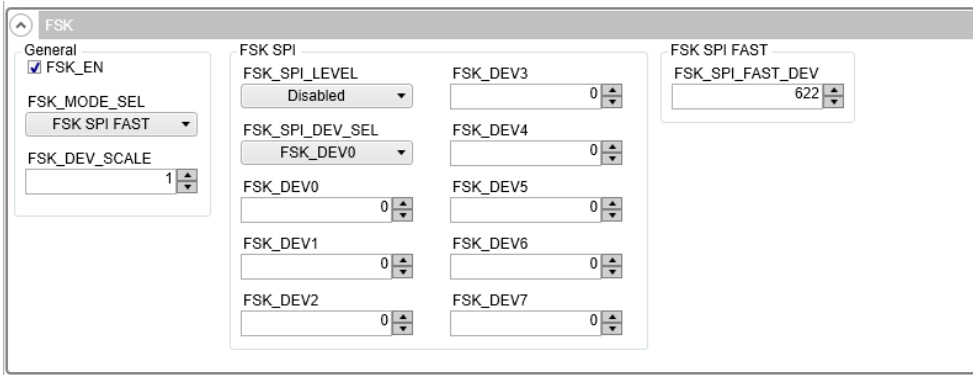 FSK
General
FSK_EN
FSK_MODE_SEL
FSK SPI FAST
FSK_DEV_SCALE
1
FSK SPI
FSK_SPI_LEVEL
Disabled
FSK_SPI_DEV_SEL
FSK_DEV0
FSK_DEV0
0
FSK_DEV1
0
FSK_DEV2
0
FSK_DEV3
0
FSK_DEV4
0
FSK_DEV5
0
FSK_DEV6
0
FSK_DEV7
0
FSK SPI FAST
FSK_SPI_FAST_DEV
622